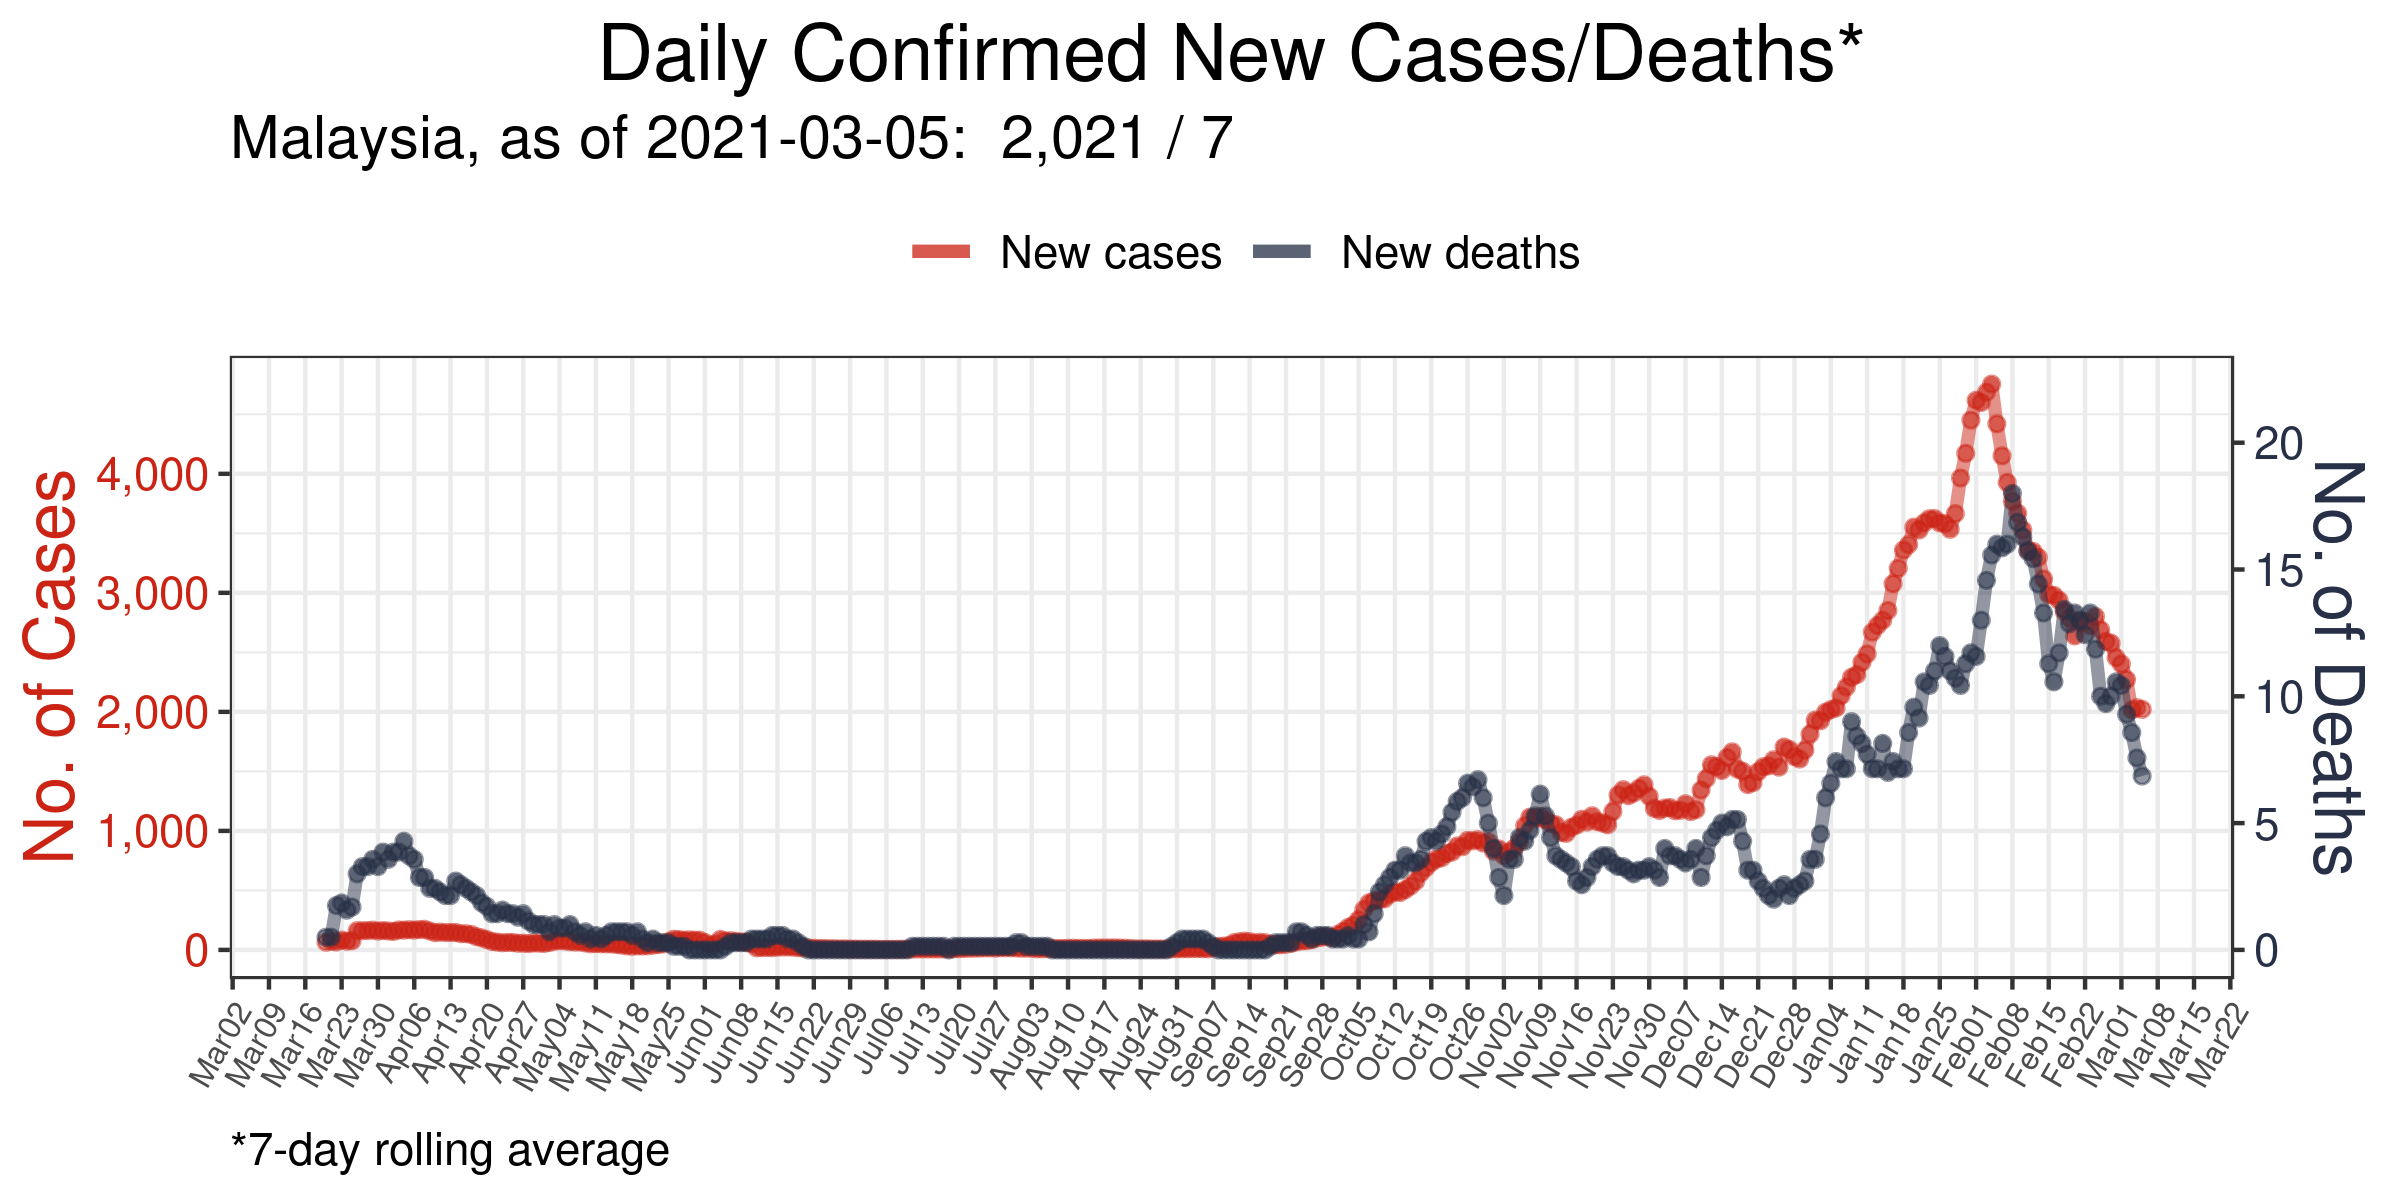 Daily Confirmed New Cases/Deaths*
Malaysia, as of 2021-03-05:  2,021 / 7
New cases
New deaths
No. of Cases
4,000
3,000
2,000
1,000
0
20
15
10
5
0
No. of Deaths
Mar02
Mar09
Mar16
Mar23
Mar30
Apr06
Apr13
Apr20
Apr27
May04
May11
May18
May25
Jun01
Jun08
Jun15
Jun22
Jun29
Jul06
Jul13
Jul20
Jul27
Aug03
Aug10
Aug17
Aug24
Aug31
Sep07
Sep14
Sep21
Sep28
Oct05
Oct12
Oct19
Oct26
Nov02
Nov09
Nov16
Nov23
Nov30
Dec07
Dec14
Dec21
Dec28
Jan04
Jan11
Jan18
Jan25
Feb01
Feb08
Feb15
Feb22
Mar01
Mar08
Mar15
Mar22
*7-day rolling average